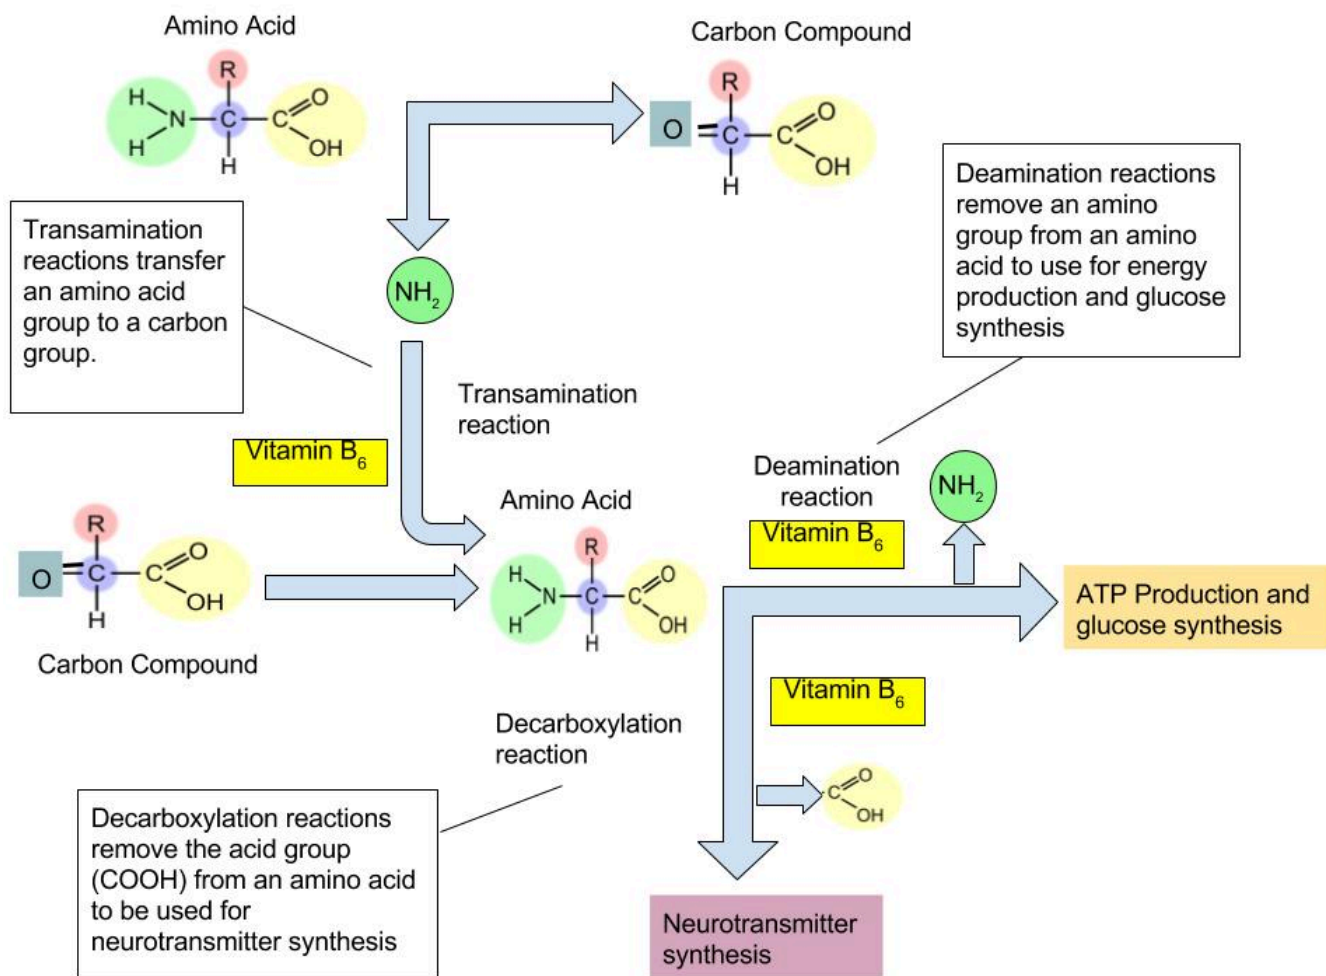 Amino Acid
R
H
N
C
C
O
OH
H
H
Carbon Compound
R
O
C
C
O
OH
H
Transamination
reactions transfer
an amino acid
group to a carbon
group.
NH2
Deamination reactions
remove an amino
group from an amino
acid to use for energy
production and glucose
synthesis
Transamination
reaction
Vitamin B6
Deamination
reaction
Vitamin B6
NH2
Amino Acid
R
H
N
C
C
O
OH
H
H
R
O
C
C
O
OH
H
Carbon Compound
ATP Production and
glucose synthesis
Vitamin B6
Decarboxylation
reaction
C
O
OH
Decarboxylation reactions
remove the acid group
(COOH) from an amino acid
to be used for
neurotransmitter synthesis
Neurotransmitter
synthesis